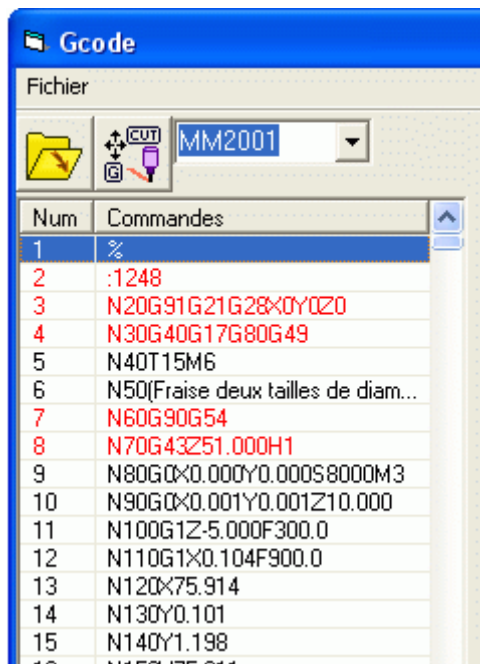 Gcode
Fichier
CUT
G
MM2001
Num Commandes
1 %
2 :1248
3 N20G91G21G28X0Y0Z0
4 N30G40G17G80G49
5 N40T15M6
6 N50(Fraise deux tailles de diam...
7 N60G90G54
8 N70G43Z51.000H1
9 N80G0X0.000Y0.000S8000M3
10 N90G0X0.001Y0.001Z10.000
11 N100G1Z-5.000F300.0
12 N110G1X0.104F900.0
13 N120X75.914
14 N130Y0.101
15 N140Y1.198